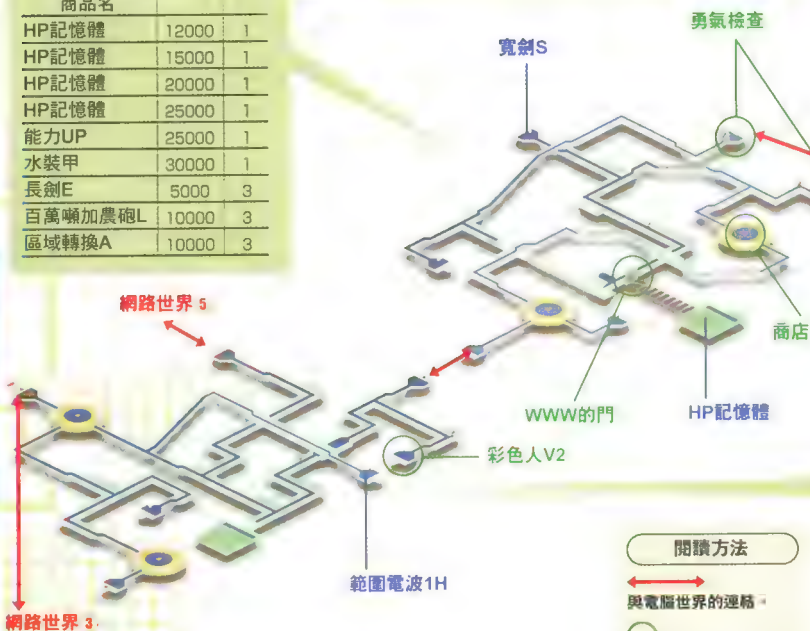 商品名
HP記憶體 12000 1
HP記憶體 15000 1
HP記憶體 20000 1
HP記憶體 25000 1
能力UP 25000 1
水裝甲 30000 1
長劍E 5000 3
百萬噸加農砲L 10000 3
區域轉換A 10000 3
勇氣檢查
寬劍S
網路世界 5
商店
WWW的門
HP記憶體
彩色人V2
範圍電波1H
網路世界 3
閱讀方法
與電腦世界的連結